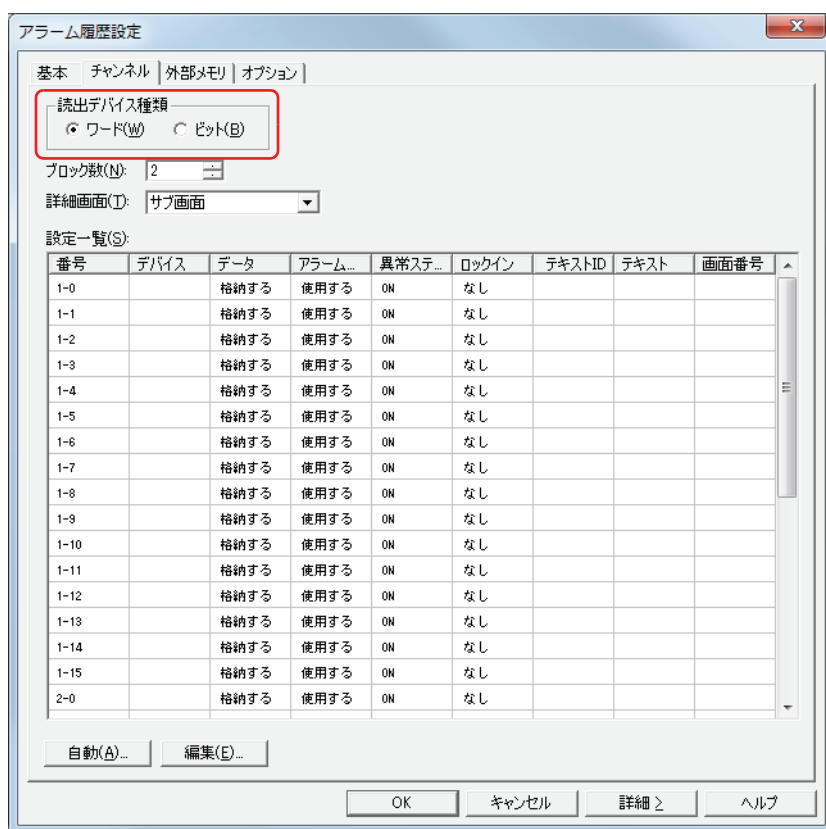 アラーム履歴設定
基本 チャンネル 外部メモリ オプション
読出デバイス種類
ワード(W) ビット(B)
ブロック数(N): 2
詳細画面(T): サブ画面
設定一覧(S):
番号 デバイス データ アラーム... 異常ステ... ロックイン テキストID テキスト 画面番号
1-0 格納する 使用する ON なし
1-1 格納する 使用する ON なし
1-2 格納する 使用する ON なし
1-3 格納する 使用する ON なし
1-4 格納する 使用する ON なし
1-5 格納する 使用する ON なし
1-6 格納する 使用する ON なし
1-7 格納する 使用する ON なし
1-8 格納する 使用する ON なし
1-9 格納する 使用する ON なし
1-10 格納する 使用する ON なし
1-11 格納する 使用する ON なし
1-12 格納する 使用する ON なし
1-13 格納する 使用する ON なし
1-14 格納する 使用する ON なし
1-15 格納する 使用する ON なし
2-0 格納する 使用する ON なし
自動(A)... 編集(E)...
OK キャンセル 詳細 ≥ ヘルプ